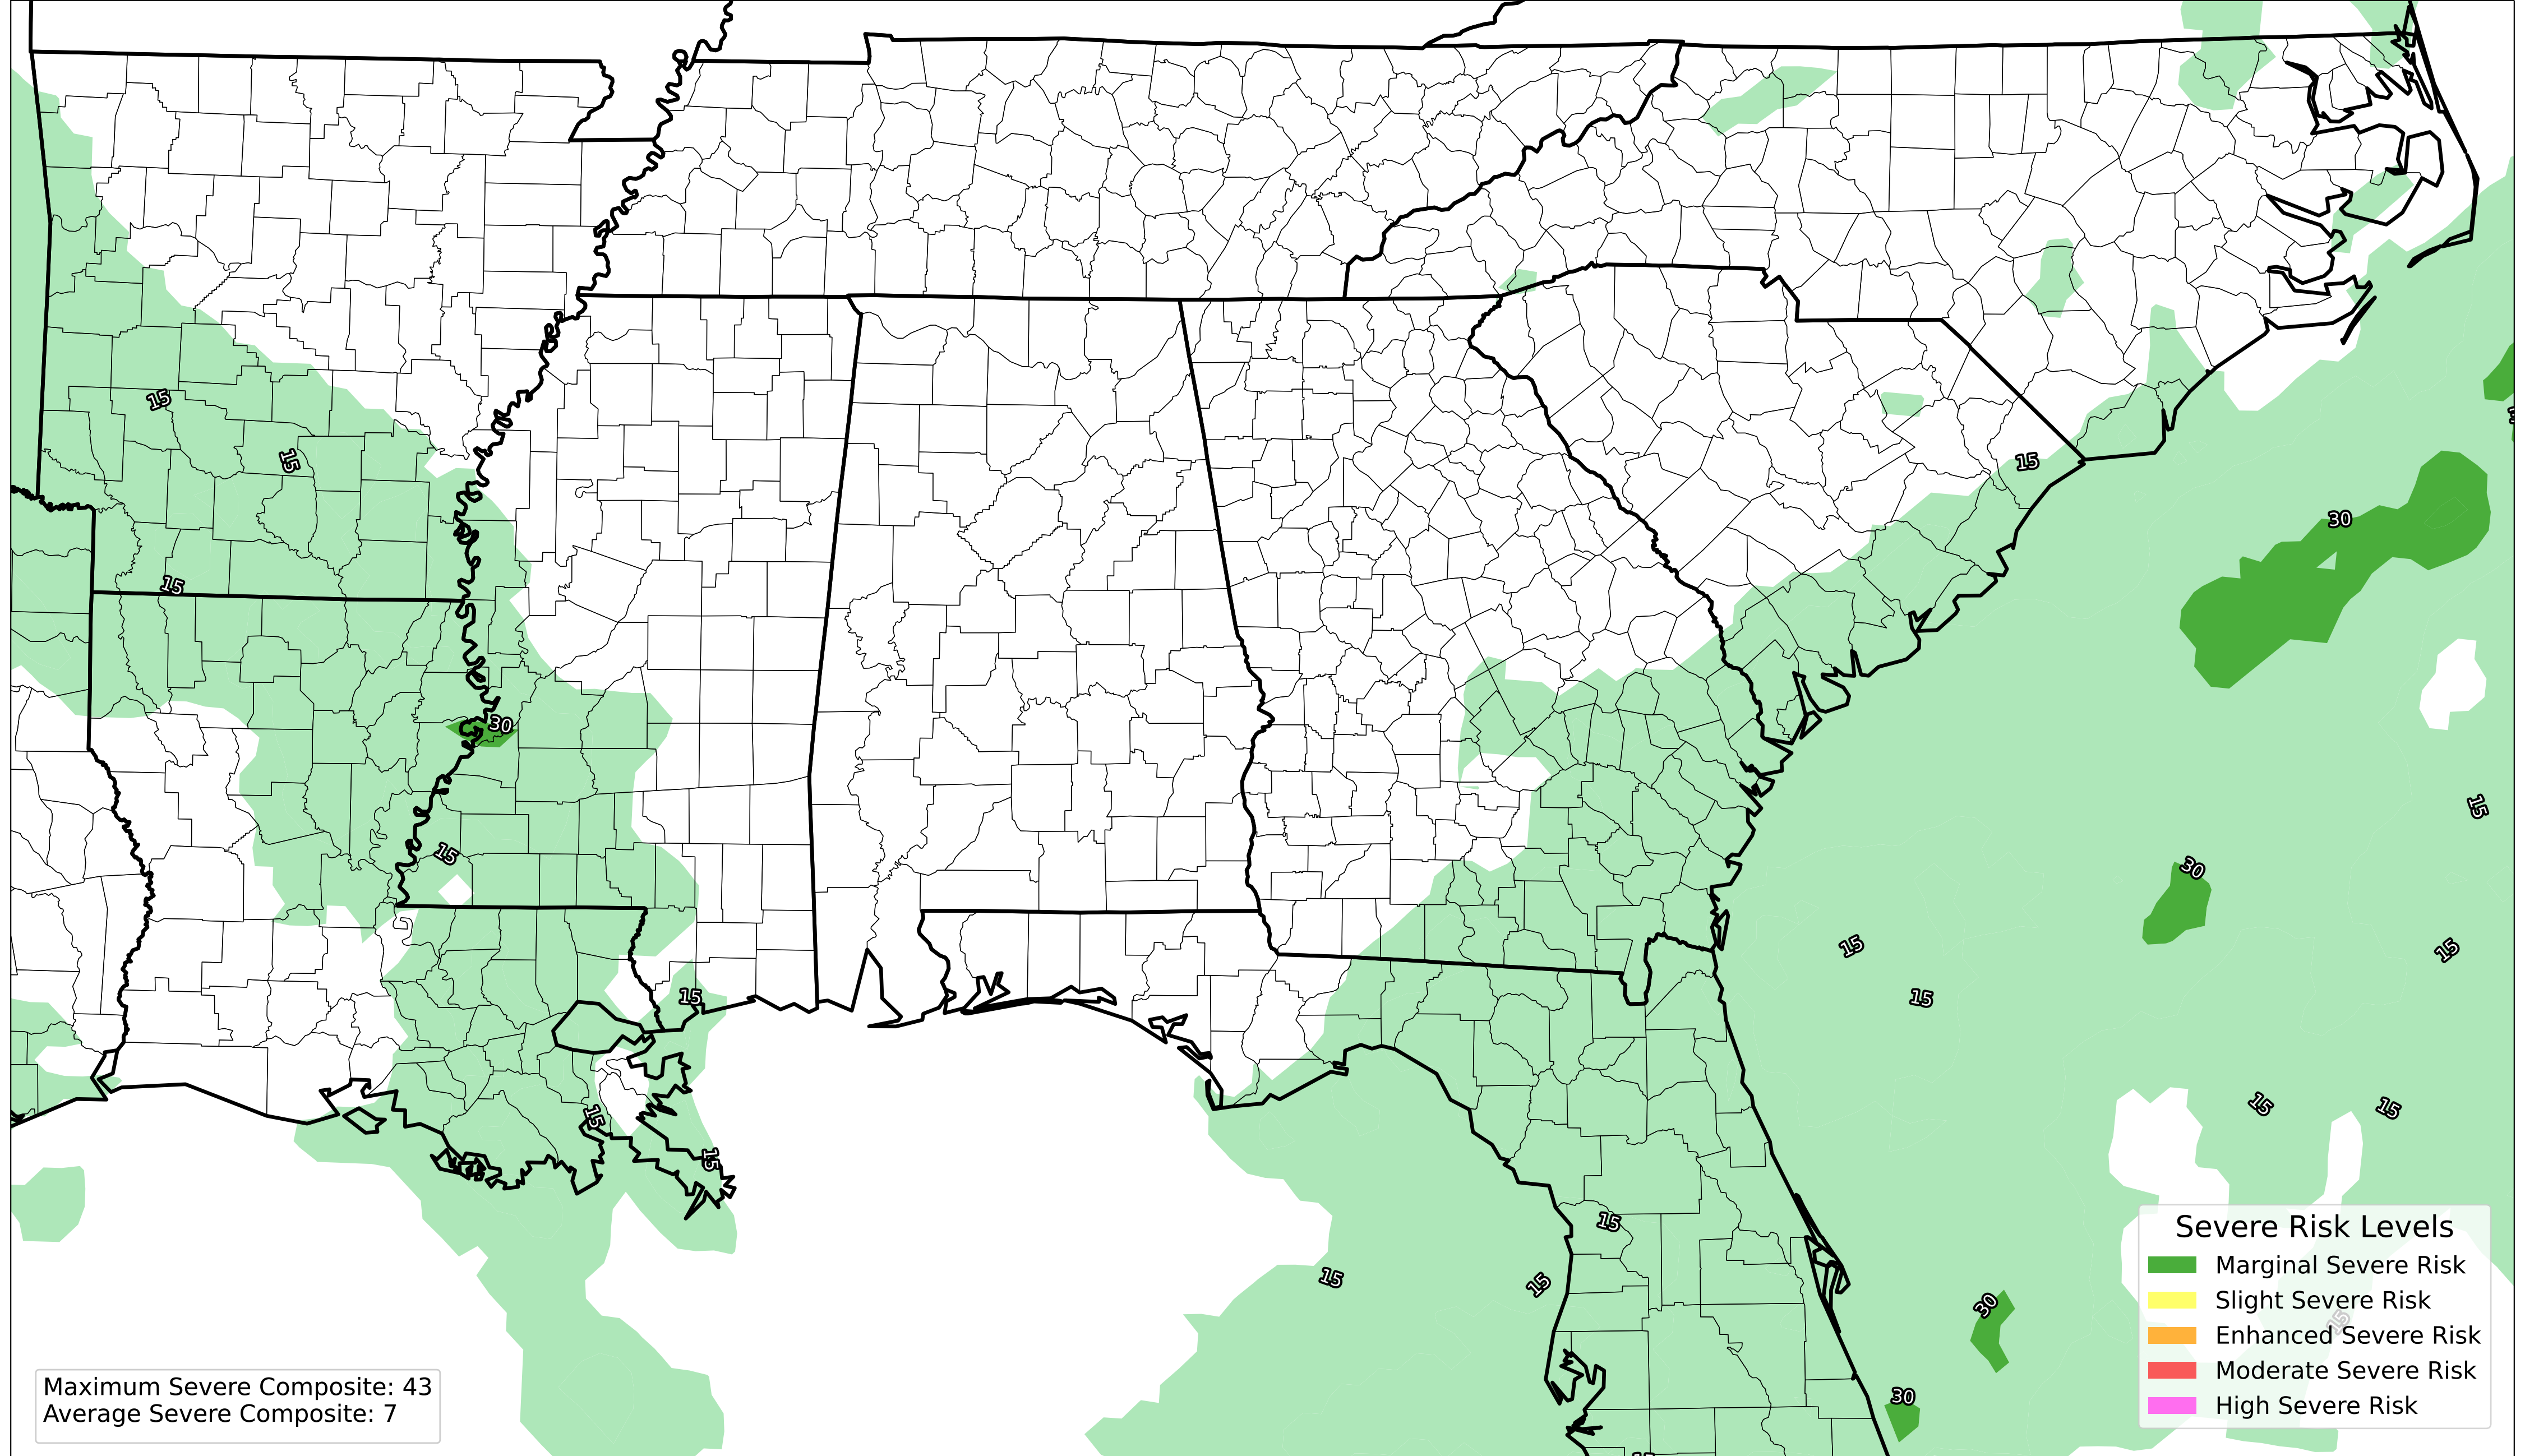 15
15
15
30
30
15
30
15
15
15
15
15
15
15
15
15
15
15
15
15
30
30
Severe Risk Levels
Marginal Severe Risk
Slight Severe Risk
Enhanced Severe Risk
Moderate Severe Risk
High Severe Risk
15
Maximum Severe Composite: 43
Average Severe Composite: 7